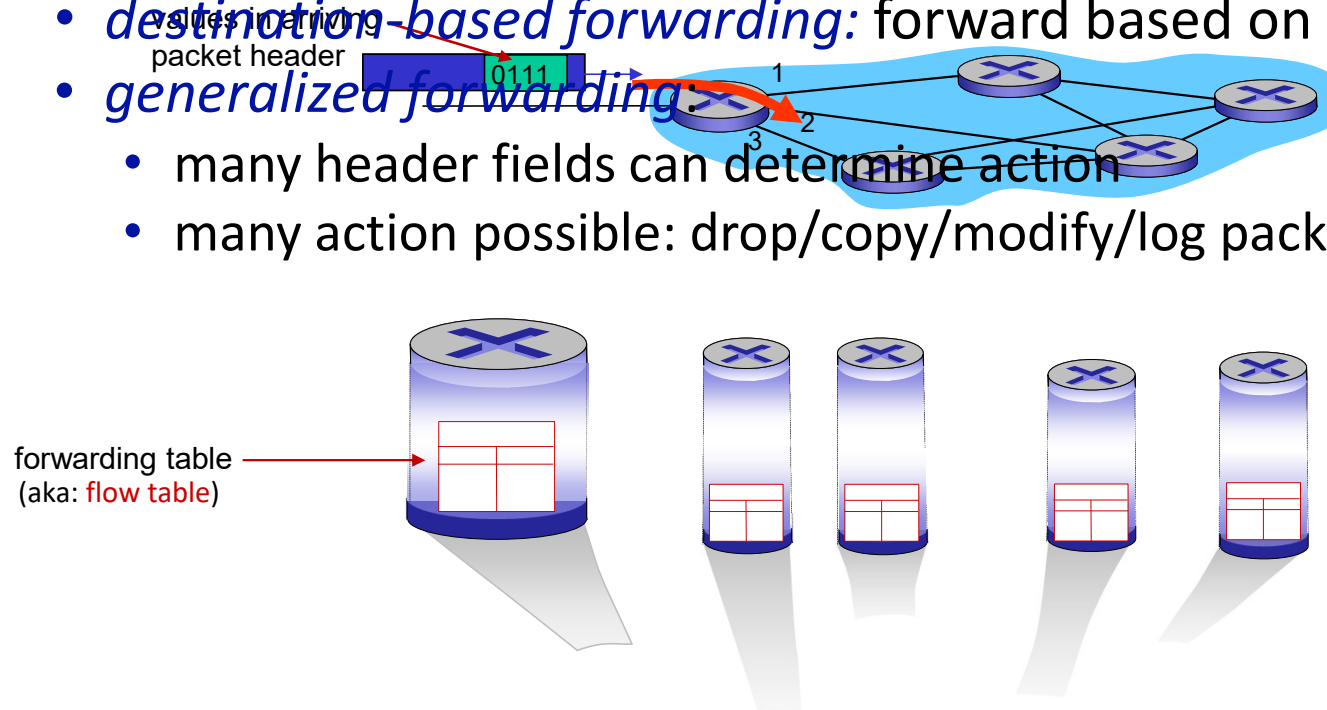 • destination-based forwarding: forward based on
values in arriving
packet header
0111
• generalized forwarding:
• many header fields can determine action
• many action possible: drop/copy/modify/log pack
1
2
3
forwarding table
(aka: flow table)